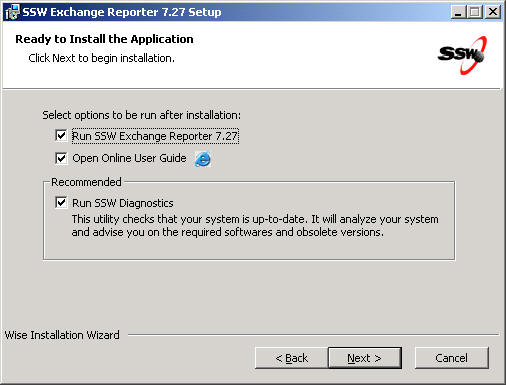 SSW Exchange Reporter 7.27 Setup
Ready to Install the Application
Click Next to begin installation.
SSW
Select options to be run after installation:
Run SSW Exchange Reporter 7.27
Open Online User Guide
Recommended
Run SSW Diagnostics
This utility checks that your system is up-to-date. It will analyze your system
and advise you on the required softwares and obsolete versions.
Wise Installation Wizard
< Back
Next >
Cancel